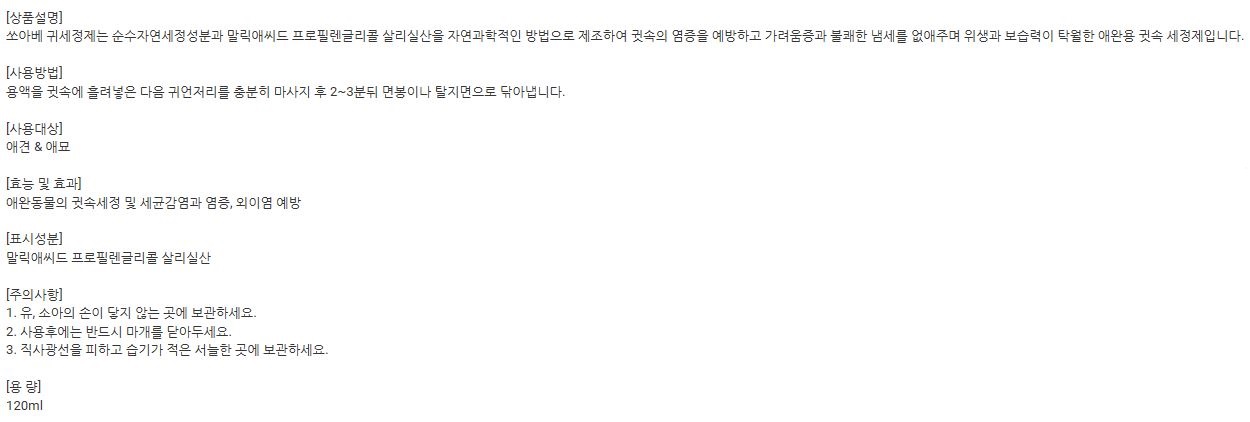 [상품설명]
쏘아베 귀세정제는 순수자연세정성분과 말릭애씨드 프로필렌글리콜 살리실산을 자연과학적인 방법으로 제조하여 귓속의 염증을 예방하고 가려움증과 불쾌한 냄세를 없애주며 위생과 보습력이 탁월한 애완용 귓속 세정제입니다.
[사용방법]
용액을 귓속에 흘려넣은 다음 귀언저리를 충분히 마사지 후 2~3분뒤 면봉이나 탈지면으로 닦아냅니다.
[사용대상]
애견 & 애묘
[효능 및 효과]
애완동물의 귓속세정 및 세균감염과 염증, 외이염 예방
[표시성분]
말릭애씨드 프로필렌글리콜 살리실산
[주의사항]
1. 유, 소아의 손이 닿지 않는 곳에 보관하세요.
2. 사용후에는 반드시 마개를 닫아두세요.
3. 직사광선을 피하고 습기가 적은 서늘한 곳에 보관하세요.
[용 량]
120ml